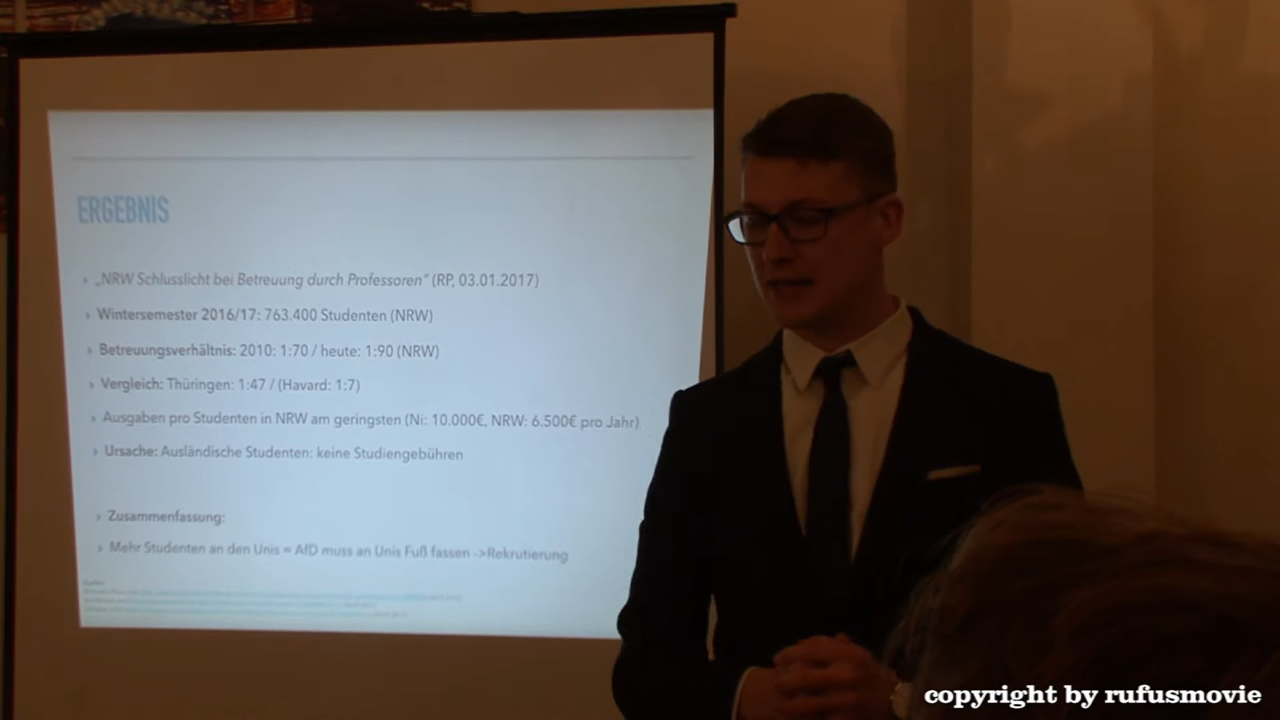 ERGEBNIS
„NRW Schlusslicht bei Betreuung durch Professoren“ (RP, 03.01.2017)
Wintersemester 2016/17: 763.400 Studenten (NRW)
Betreuungsverhältnis: 2010: 1:70 / heute: 1:90 (NRW)
Vergleich: Thüringen: 1:47 / (Havard: 1:7)
Ausgaben pro Studenten in NRW am geringsten (Ni: 10.000€, NRW: 6.500€ pro Jahr)
Ursache: Ausländische Studenten: keine Studiengebühren
Zusammenfassung:
Mehr Studenten an den Unis = AfD muss an Unis Fuß fassen ->Rekrutierung
copyright by rufusmovie